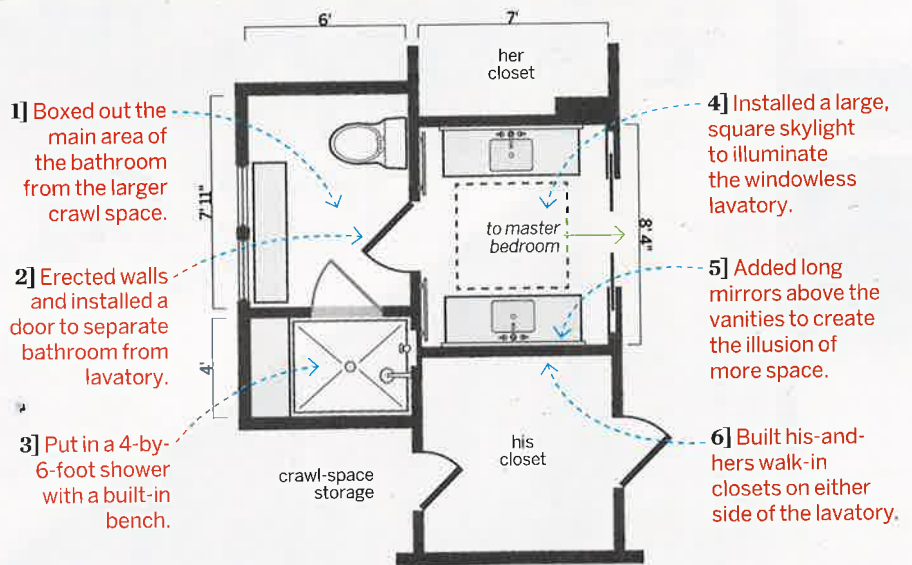 6'
7'
her
closet
1] Boxed out the
main area of
the bathroom
from the larger
crawl space.
7' 11"
2] Erected walls
and installed a
door to separate
bathroom from
lavatory.
4'
3] Put in a 4-by-
6-foot shower
with a built-in
bench.
crawl-space
storage
to master
bedroom
8' 4"
his
closet
4] Installed a large,
square skylight
to illuminate
the windowless
lavatory.
5] Added long
mirrors above the
vanities to create
the illusion of
more space.
6] Built his-and-
hers walk-in
closets on either
side of the lavatory.